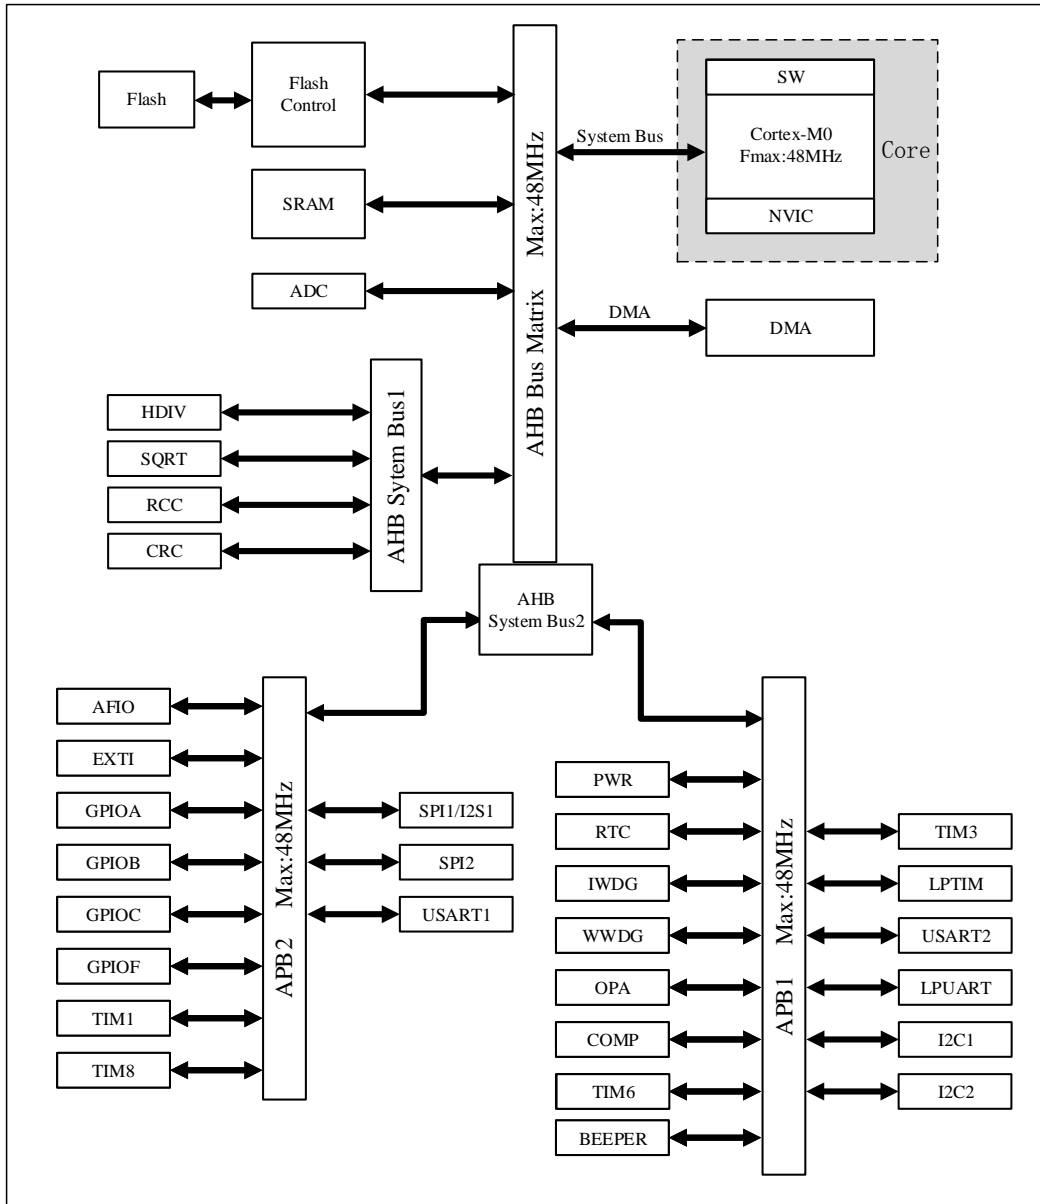 Flash
Flash
Control
SRAM
ADC
AHB Bus Matrix Max:48MHz
System Bus
SW
Cortex-M0
Fmax:48MHz
NVIC
Core
DMA
DMA
HDIV
SQRT
RCC
CRC
AHB Sytem Bus1
AHB
System Bus2
AFIO
EXTI
GPIOA
GPIOB
GPIOC
GPIOF
TIM1
TIM8
APB2 Max:48MHz
SPI1/I2S1
SPI2
USART1
PWR
RTC
IWDG
WWDG
OPA
COMP
TIM6
BEEPER
APB1 Max:48MHz
TIM3
LPTIM
USART2
LPUART
I2C1
I2C2